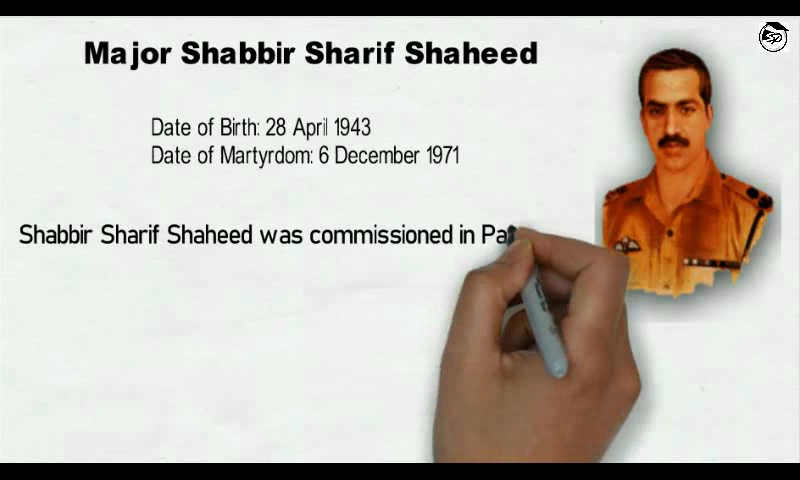 Major Shabbir Sharif Shaheed
Date of Birth: 28 April 1943
Date of Martyrdom: 6 December 1971
Shabbir Sharif Shaheed was commissioned in Pa